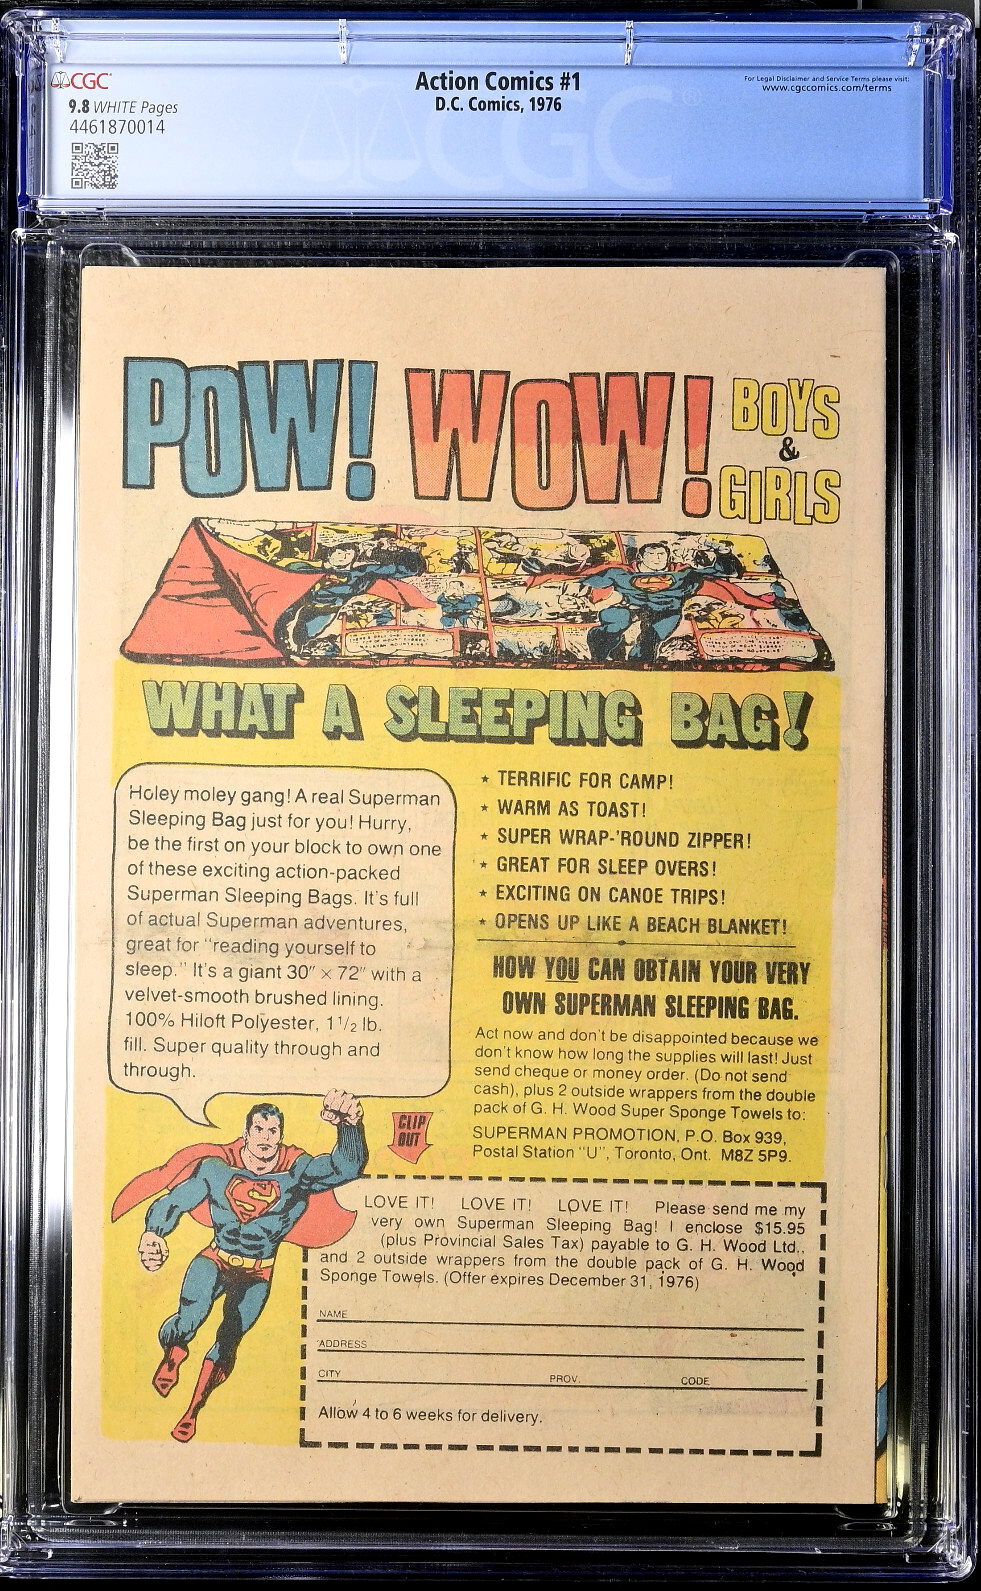 CGC
9.8 WHITE Pages
4461870014
Action Comics #1
D.C. Comics, 1976
For Legal Disclaimer and Service Terms please visit:
www.cgccomics.com/terms
CGC
POW! WOW! BOYS
&
GIRLS
WHAT A SLEEPING BAG!
Holey moley gang! A real Superman
Sleeping Bag just for you! Hurry,
be the first on your block to own one
of these exciting action-packed
Superman Sleeping Bags. It's full
of actual Superman adventures,
great for "reading yourself to
sleep." It's a giant 30" × 72" with a
velvet-smooth brushed lining.
100% Hiloft Polyester, 1 1/2 lb.
fill. Super quality through and
through.
★ TERRIFIC FOR CAMP!
★ WARM AS TOAST!
★ SUPER WRAP-'ROUND ZIPPER!
★ GREAT FOR SLEEP OVERS!
★ EXCITING ON CANOE TRIPS!
★ OPENS UP LIKE A BEACH BLANKET!
HOW YOU CAN OBTAIN YOUR VERY
OWN SUPERMAN SLEEPING BAG.
Act now and don't be disappointed because we
don't know how long the supplies will last! Just
send cheque or money order. (Do not send
cash), plus 2 outside wrappers from the double
pack of G. H. Wood Super Sponge Towels to:
SUPERMAN PROMOTION, P.O. Box 939,
Postal Station "U", Toronto, Ont. M8Z 5P9.
CLIP
OUT
LOVE IT! LOVE IT! LOVE IT! Please send me my
very own Superman Sleeping Bag! I enclose $15.95
(plus Provincial Sales Tax) payable to G. H. Wood Ltd.,
and 2 outside wrappers from the double pack of G. H. Wood
Sponge Towels. (Offer expires December 31, 1976)
NAME
ADDRESS
CITY PROV. CODE
Allow 4 to 6 weeks for delivery.